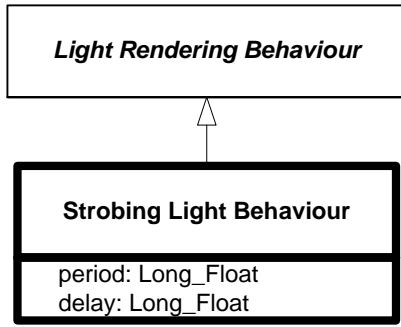 Light Rendering Behaviour
Strobing Light Behaviour
period: Long_Float
delay: Long_Float